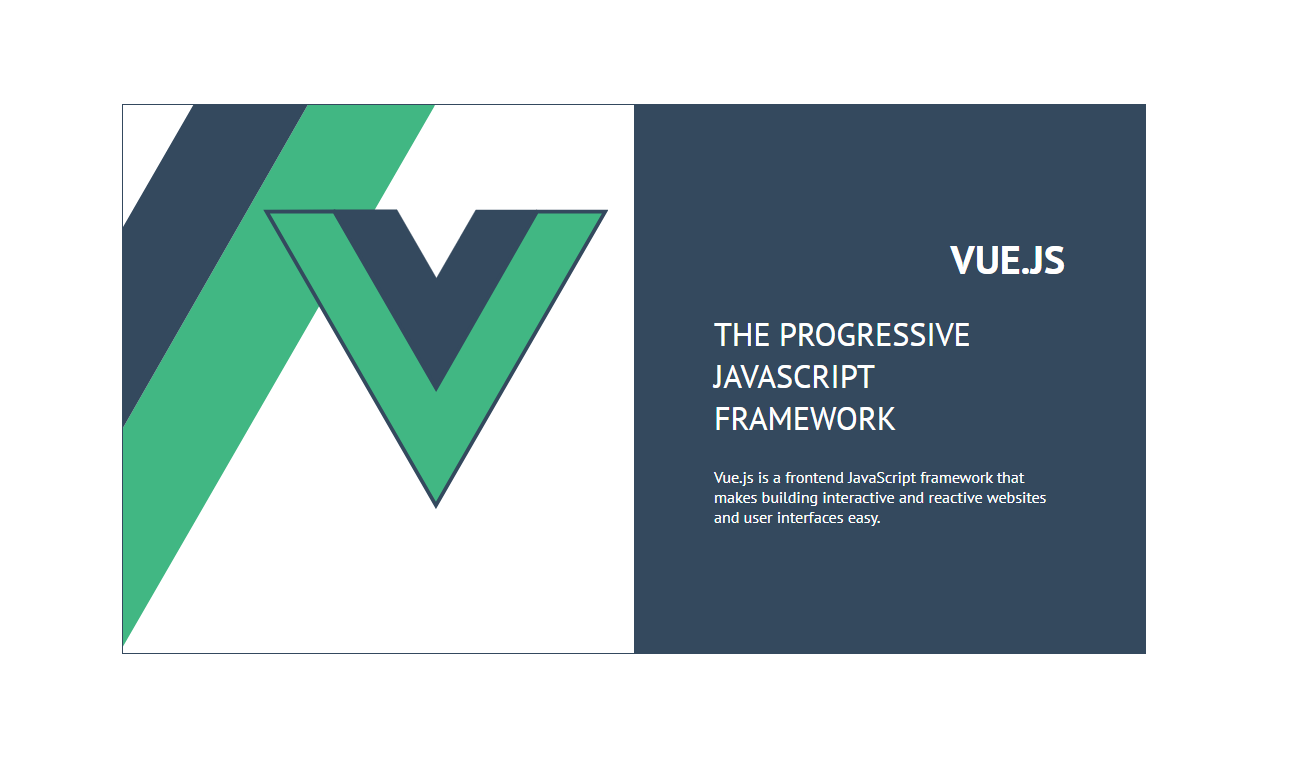 VUE.JS
THE PROGRESSIVE
JAVASCRIPT
FRAMEWORK
Vue.js is a frontend JavaScript framework that
makes building interactive and reactive websites
and user interfaces easy.